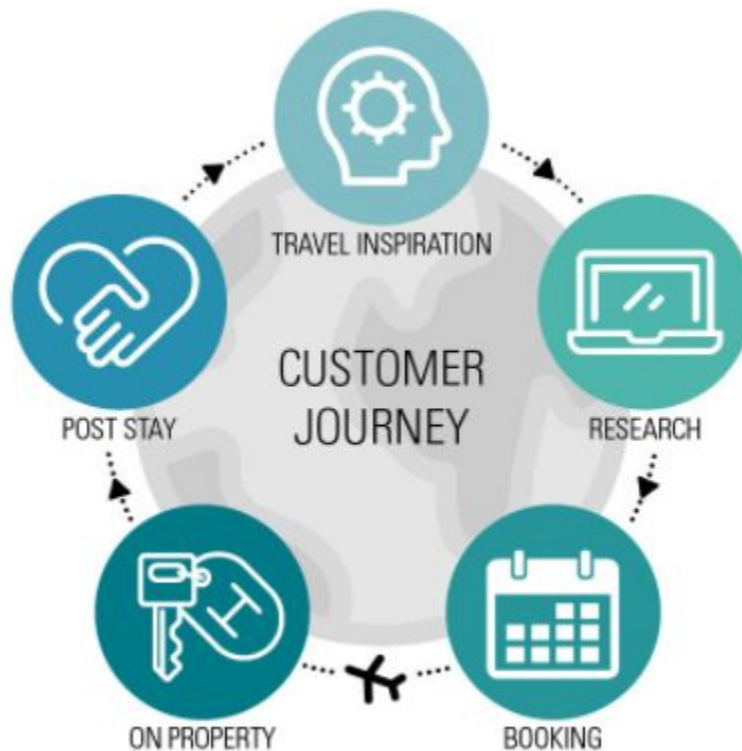 TRAVEL INSPIRATION
CUSTOMER
JOURNEY
POST STAY
RESEARCH
H
ON PROPERTY
BOOKING